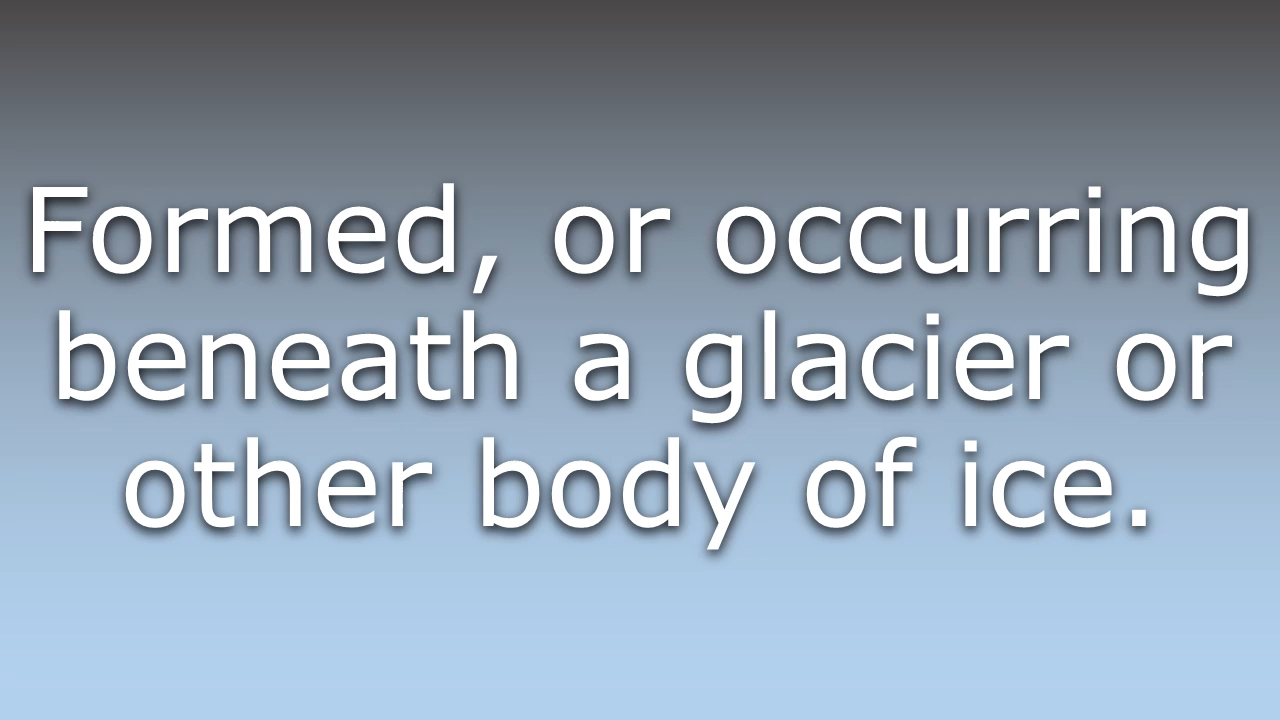 Formed, or occurring
beneath a glacier or
other body of ice.